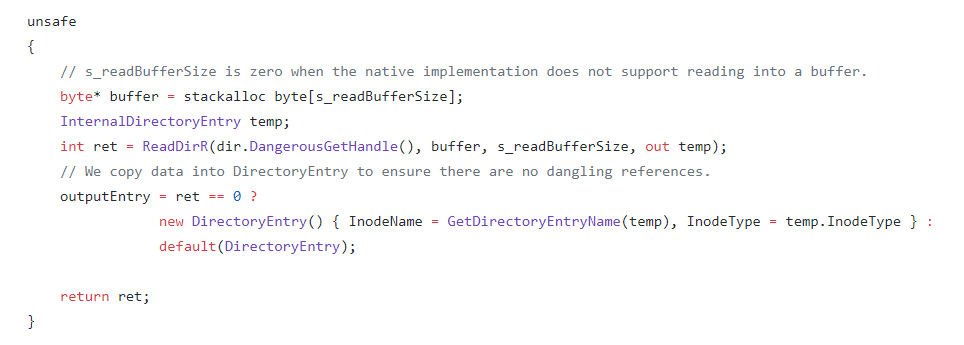 unsafe
{
    // s_readBufferSize is zero when the native implementation does not support reading into a buffer.
    byte* buffer = stackalloc byte[s_readBufferSize];
    InternalDirectoryEntry temp;
    int ret = ReadDirR(dir.DangerousGetHandle(), buffer, s_readBufferSize, out temp);
    // We copy data into DirectoryEntry to ensure there are no dangling references.
    outputEntry = ret == 0 ?
                new DirectoryEntry() { InodeName = GetDirectoryEntryName(temp), InodeType = temp.InodeType } :
                default(DirectoryEntry);

    return ret;
}